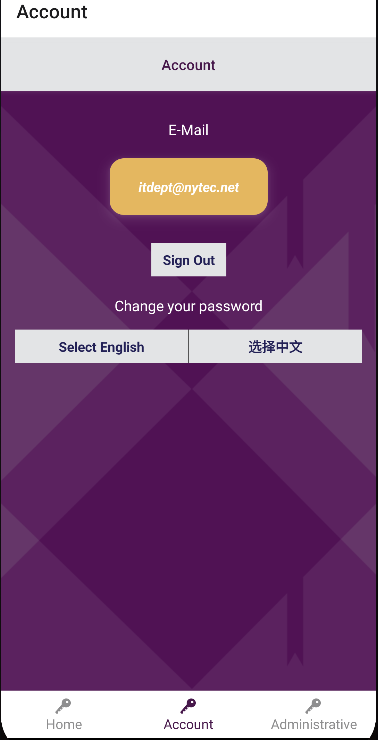 Account
Account
E-Mail
itdept@nytec.net
Sign Out
Change your password
Select English
选择中文
Home
Account
Administrative